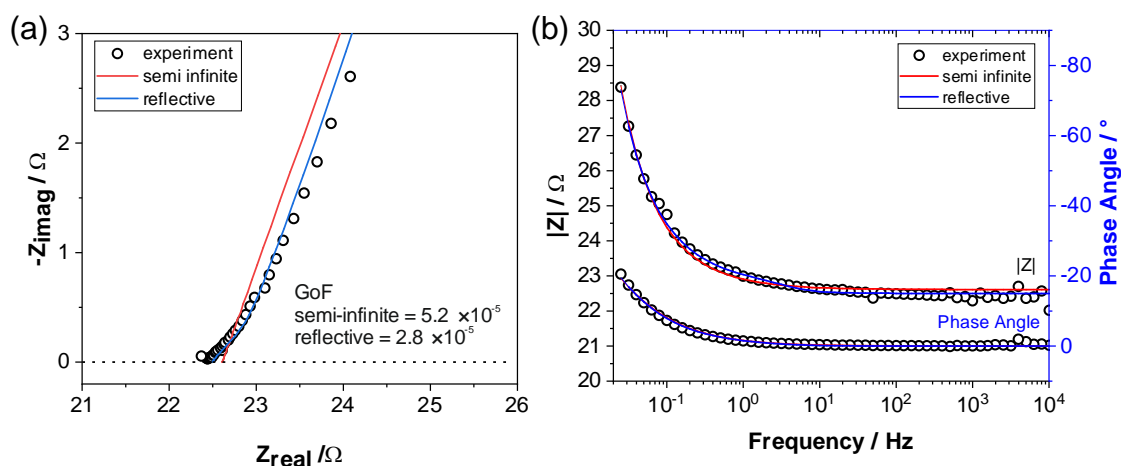 (a)
experiment
semi infinite
reflective
GoF
semi-infinite = 5.2 ×10⁻⁵
reflective = 2.8 ×10⁻⁵
3
2
1
0
-Zimag / Ω
21
22
23
24
25
26
Zreal /Ω
(b)
experiment
semi infinite
reflective
|Z|
Phase Angle
30
29
28
27
26
25
24
23
22
21
20
|Z| / Ω
-80
-60
-40
-20
0
Phase Angle / °
10⁻¹
10⁰
10¹
10²
10³
10⁴
Frequency / Hz